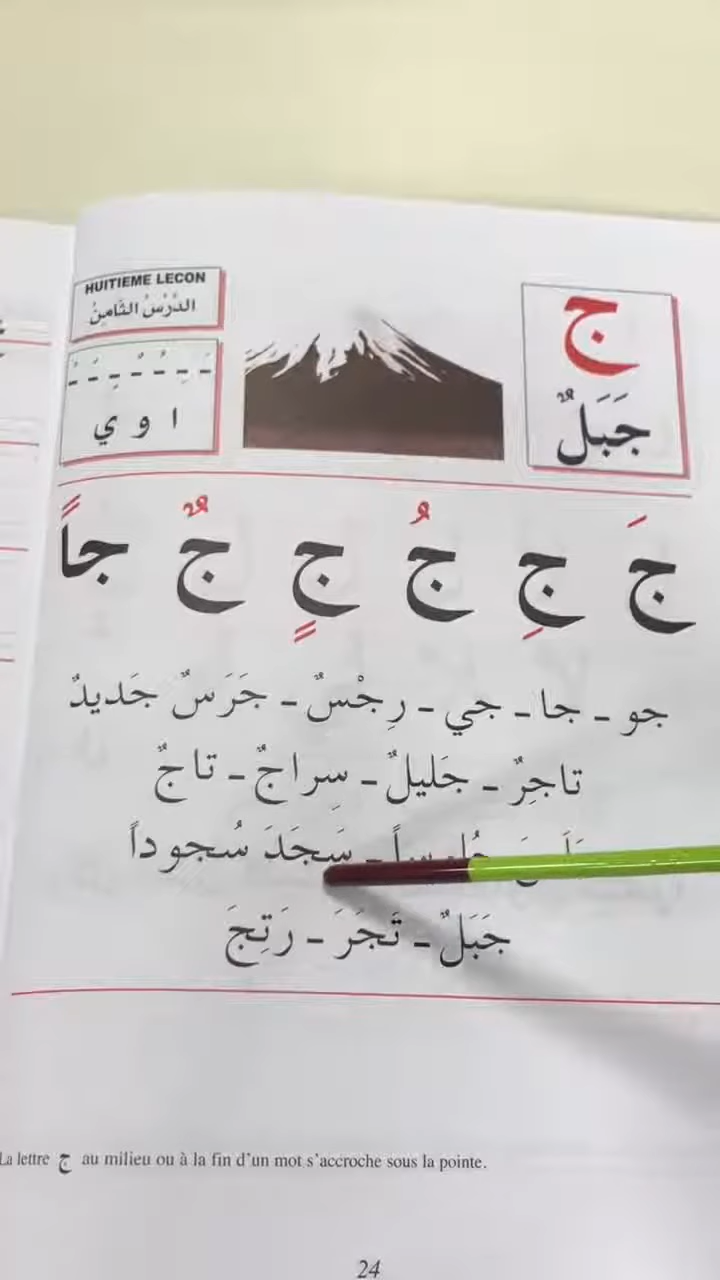 HUITIEME LECON
الدَّرْسُ الثّامِنُ
ا و ي
ج
جَبَلٌ
جَ جِ جُ جٍ جٌ جاً
جو - جا - جي - رِجْسٌ - جَرَسٌ جَديدٌ
تاجِرٌ - جَليلٌ - سِراجٌ - تاجٌ
سَجَدَ سُجوداً
جَبَلٌ - تَجَرَ - رَتِجَ
La lettre ج au milieu ou à la fin d'un mot s'accroche sous la pointe.
24